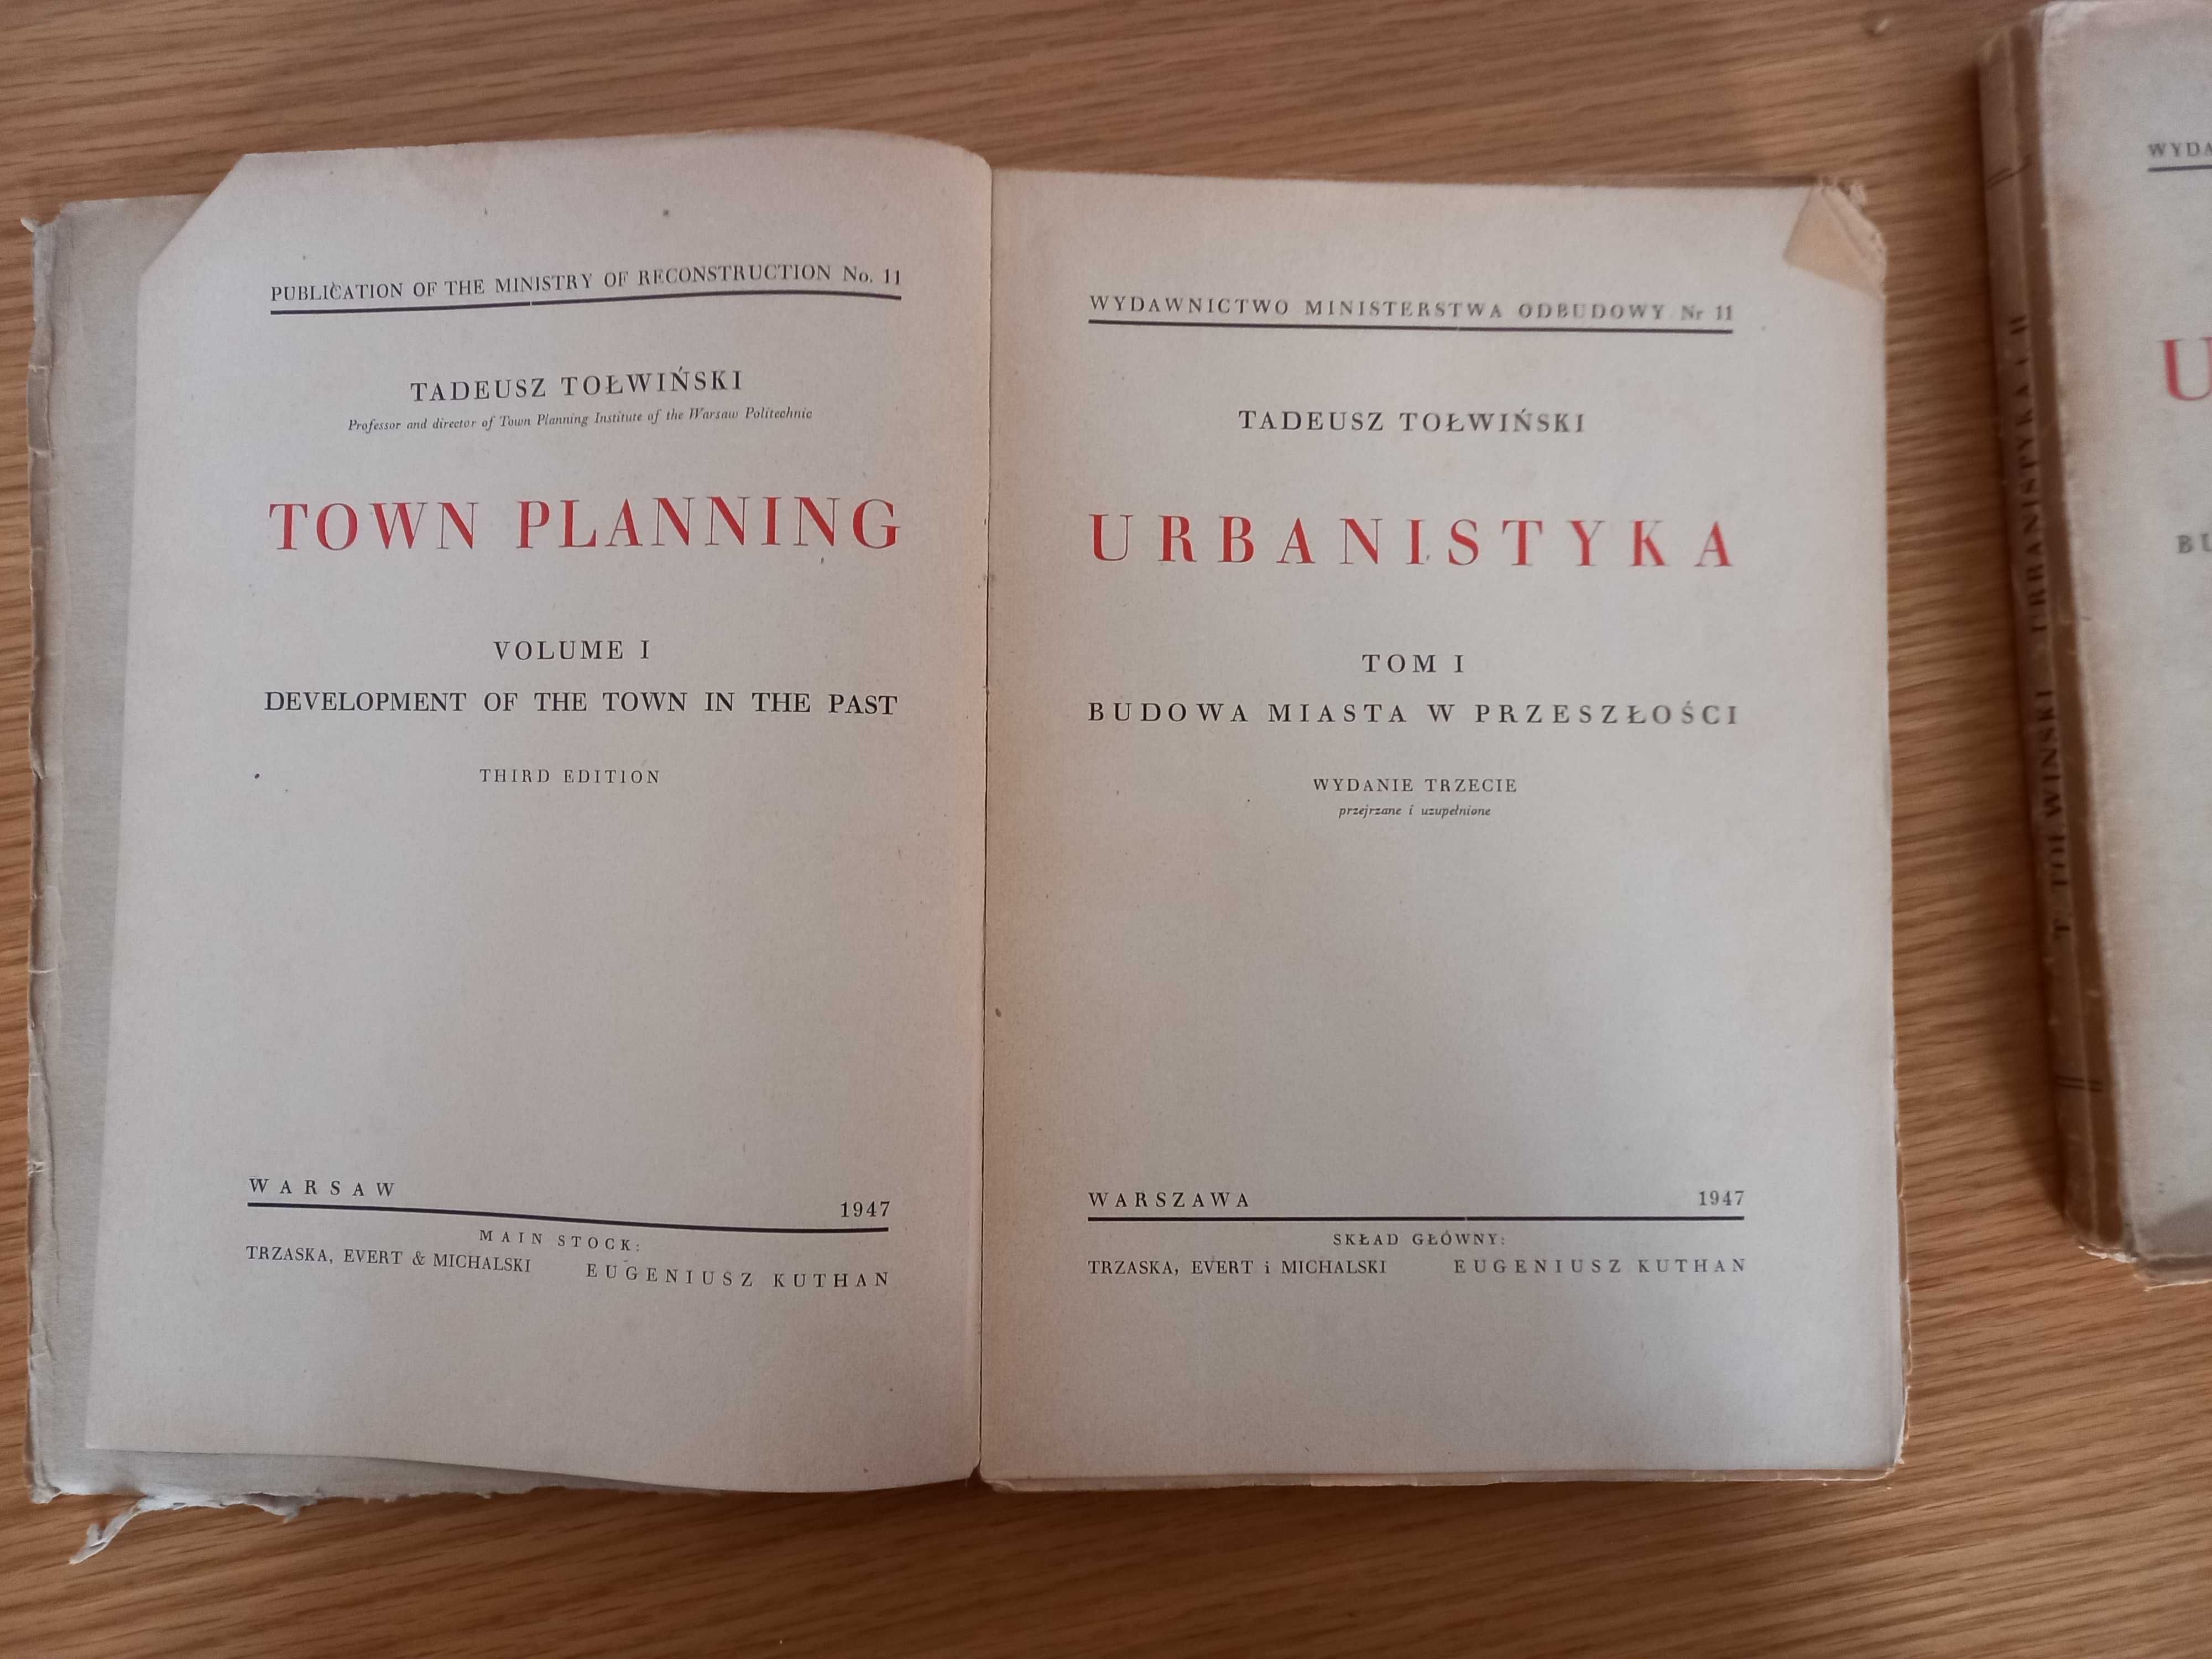 PUBLICATION OF THE MINISTRY OF RECONSTRUCTION No. 11
TADEUSZ TOŁWIŃSKI
Professor and director of Town Planning Institute of the Warsaw Politechnic
TOWN PLANNING
VOLUME I
DEVELOPMENT OF THE TOWN IN THE PAST
THIRD EDITION
WARSAW
1947
MAIN STOCK:
TRZASKA, EVERT & MICHALSKI EUGENIUSZ KUTHAN
WYDAWNICTWO MINISTERSTWA ODBUDOWY Nr 11
TADEUSZ TOŁWIŃSKI
URBANISTYKA
TOM I
BUDOWA MIASTA W PRZESZŁOŚCI
WYDANIE TRZECIE
przejrzane i uzupełnione
WARSZAWA 1947
SKŁAD GŁÓWNY:
TRZASKA, EVERT i MICHALSKI EUGENIUSZ KUTHAN
T. TOŁWIŃSKI URBANISTYKA
WYDA
U
BU